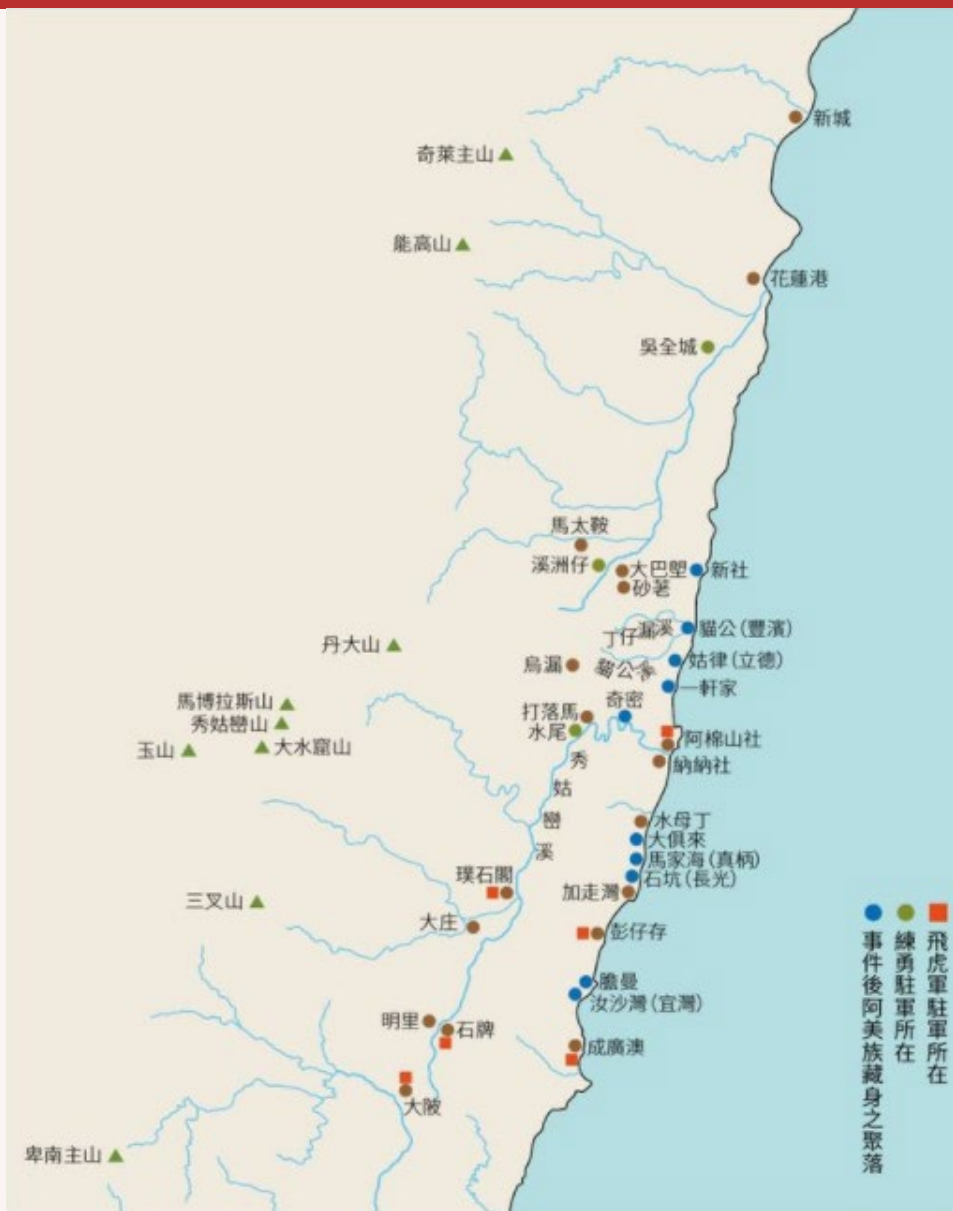 新城
奇萊主山
能高山
花蓮港
吳全城
馬太鞍
溪洲仔
大巴塱
新社
砂荖
丁仔漏溪
貓公(豐濱)
丹大山
烏漏
貓公溪
姑律(立德)
一軒家
馬博拉斯山
奇密
打落馬
秀姑巒山
水尾
阿棉山社
玉山
大水窟山
納納社
秀姑巒溪
水母丁
大俱來
馬家海(真柄)
璞石閣
石坑(長光)
加走灣
三叉山
大庄
彭仔存
膽曼
汝沙灣(宜灣)
明里
石牌
成廣澳
大陂
卑南主山
飛虎軍駐軍所在
練勇駐軍所在
事件後阿美族藏身之聚落